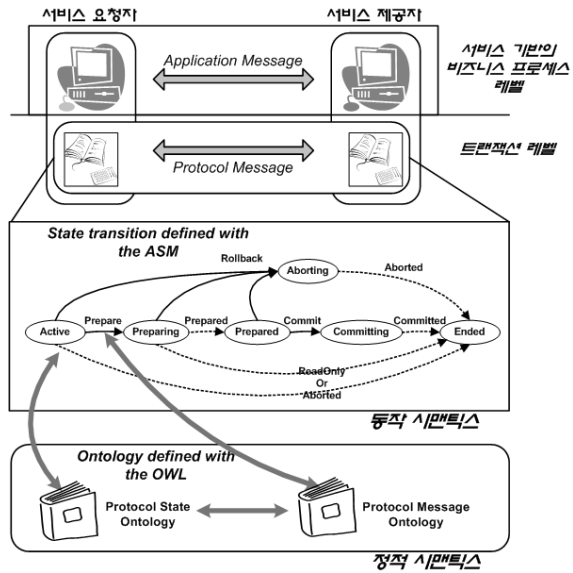 서비스 요청자
서비스 제공자
Application Message
서비스 기반의
비즈니스 프로세스
레벨
Protocol Message
트랜잭션 레벨
State transition defined with
the ASM
Rollback
Aborting
Aborted
Active
Prepare
Preparing
Prepared
Prepared
Commit
Committing
Committed
Ended
ReadOnly
Or
Aborted
동작 시맨틱스
Ontology defined with
the OWL
Protocol State
Ontology
Protocol Message
Ontology
정적 시맨틱스